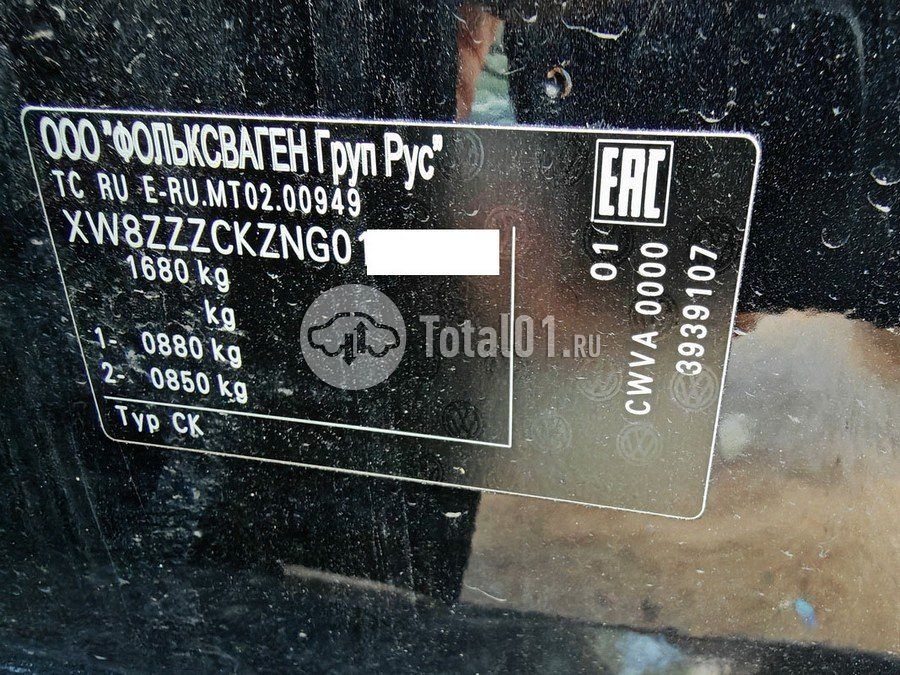 ООО "ФОЛЬКСВАГЕН Груп Рус"
TC RU E-RU.MT02.00949
XW8ZZZCKZNG01
1680 kg
kg
1- 0880 kg
2- 0850 kg
Typ CK
EAC
01
CWVA 0000
3939107
Total01.RU